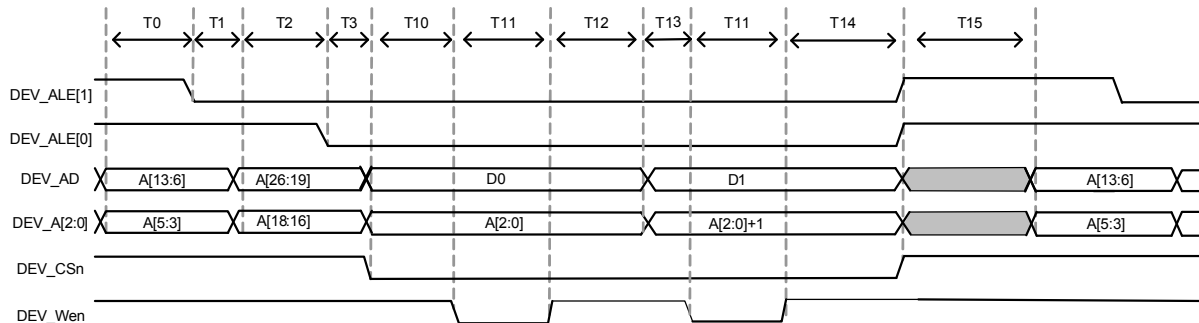 T0 T1 T2 T3 T10 T11 T12 T13 T11 T14 T15
DEV_ALE[1]
DEV_ALE[0]
DEV_AD A[13:6] A[26:19] D0 D1 A[13:6]
DEV_A[2:0] A[5:3] A[18:16] A[2:0] A[2:0]+1 A[5:3]
DEV_CSn
DEV_Wen